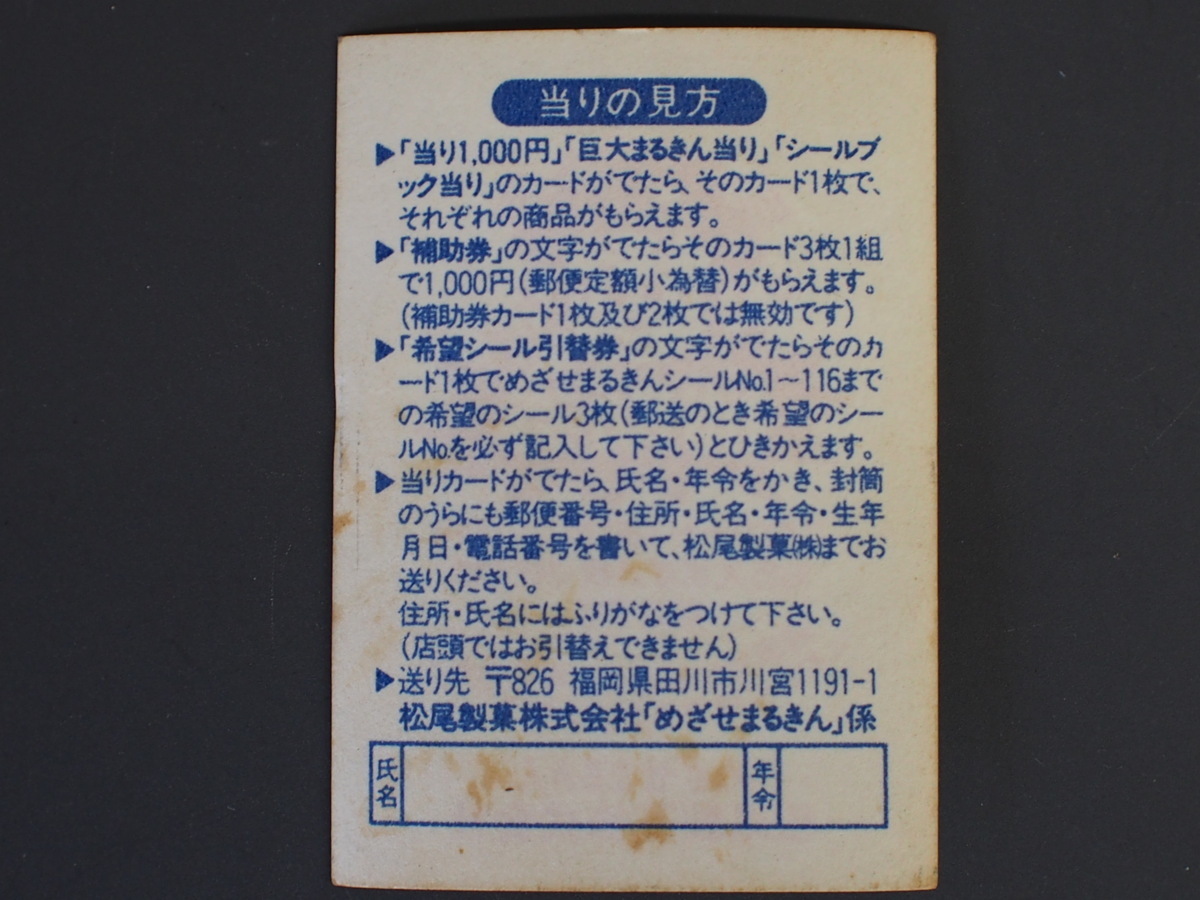 当りの見方
▶「当り1,000円」「巨大まるきん当り」「シールブ
ック当り」のカードがでたら、そのカード1枚で、
それぞれの商品がもらえます。
▶「補助券」の文字がでたらそのカード3枚1組
で1,000円(郵便定額小為替)がもらえます。
(補助券カード1枚及び2枚では無効です)
▶「希望シール引替券」の文字がでたらそのカ
ード1枚でめざせまるきんシールNo.1〜116まで
の希望のシール3枚(郵送のとき希望のシー
ルNo.を必ず記入して下さい)とひきかえます。
▶当りカードがでたら、氏名・年令をかき、封筒
のうらにも郵便番号・住所・氏名・年令・生年
月日・電話番号を書いて、松尾製菓㈱までお
送りください。
住所・氏名にはふりがなをつけて下さい。
(店頭ではお引替えできません)
▶送り先 〒826 福岡県田川市川宮1191-1
松尾製菓株式会社「めざせまるきん」係
氏名
年令